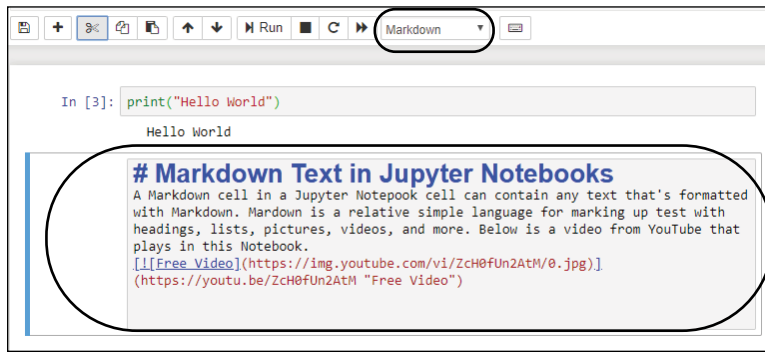 Run Markdown
In [3]: print("Hello World")
Hello World
# Markdown Text in Jupyter Notebooks
A Markdown cell in a Jupyter Notepook cell can contain any text that's formatted
with Markdown. Mardown is a relative simple language for marking up test with
headings, lists, pictures, videos, and more. Below is a video from YouTube that
plays in this Notebook.
[![Free Video](https://img.youtube.com/vi/ZcH0fUn2AtM/0.jpg)]
(https://youtu.be/ZcH0fUn2AtM "Free Video")